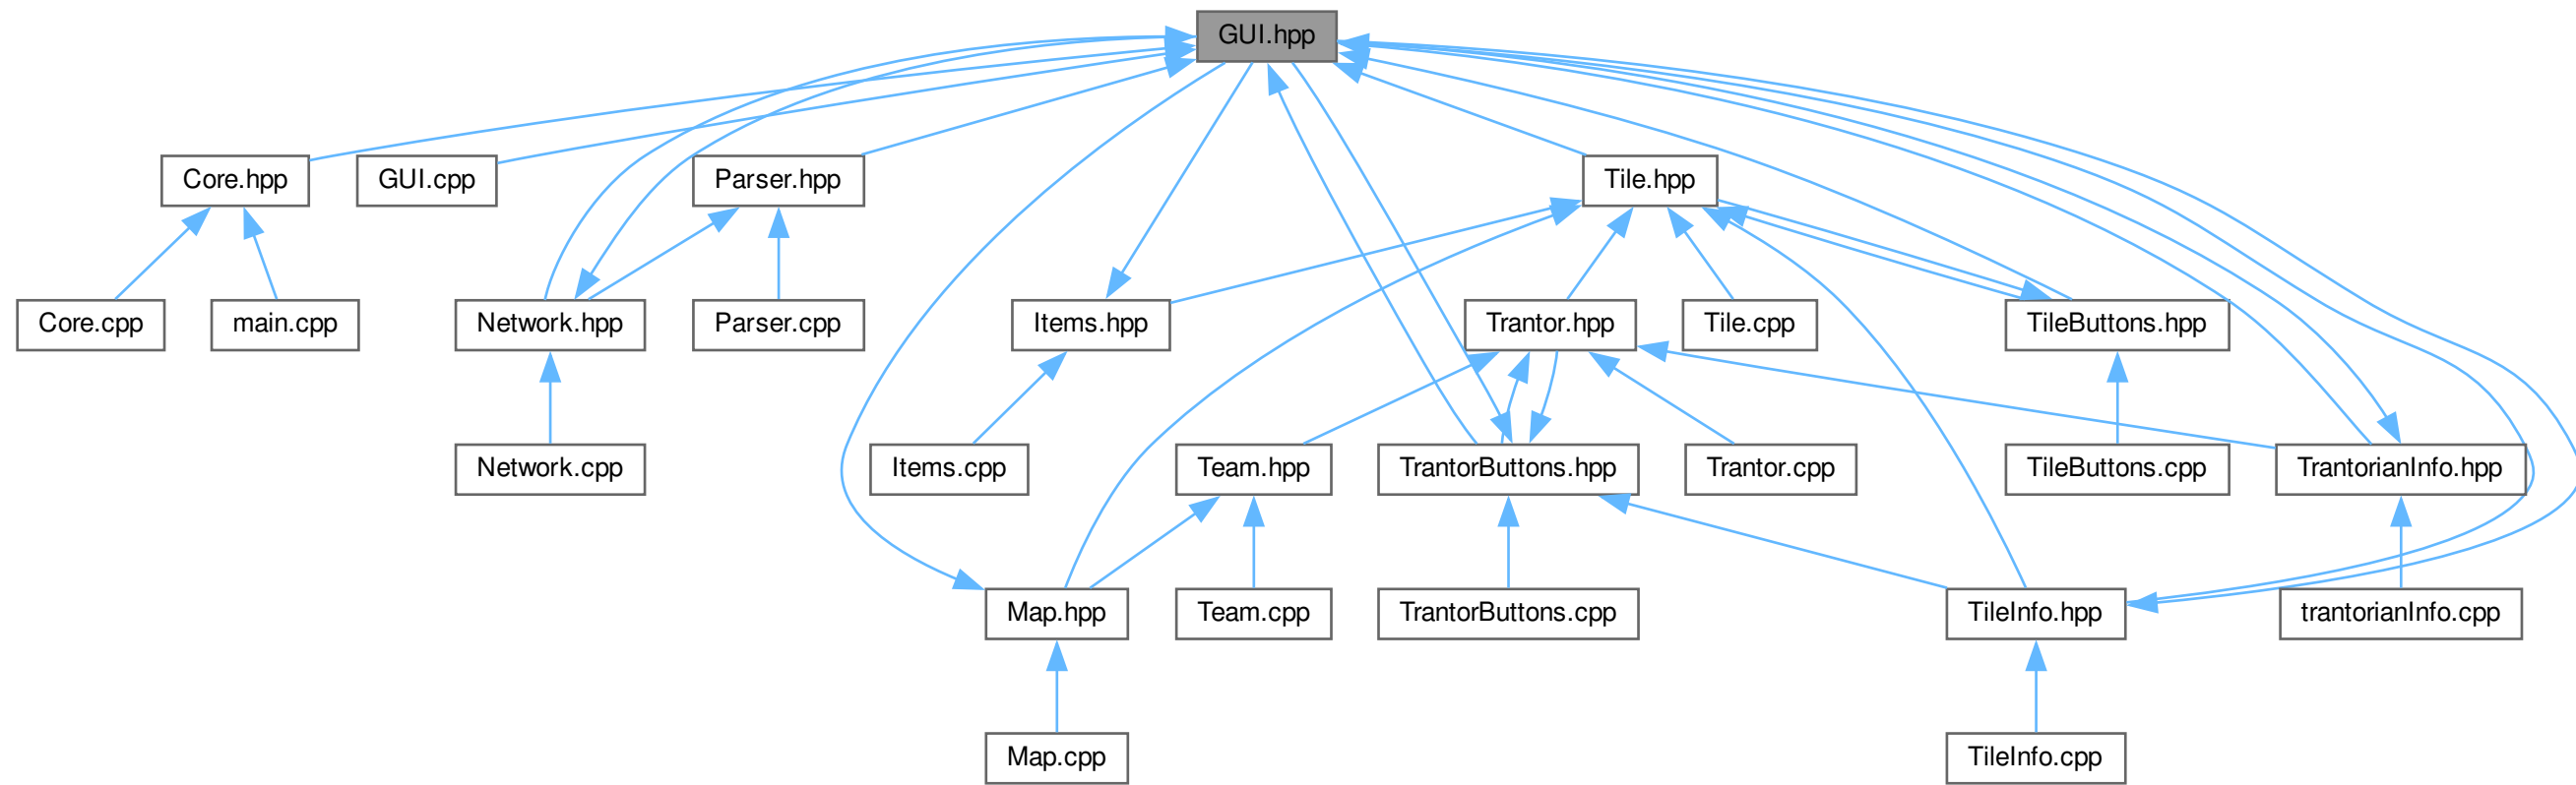 GUI.hpp
Core.hpp
GUI.cpp
Parser.hpp
Tile.hpp
Core.cpp
main.cpp
Network.hpp
Parser.cpp
Items.hpp
Trantor.hpp
Tile.cpp
TileButtons.hpp
Network.cpp
Items.cpp
Team.hpp
TrantorButtons.hpp
Trantor.cpp
TileButtons.cpp
TrantorianInfo.hpp
Map.hpp
Team.cpp
TrantorButtons.cpp
TileInfo.hpp
trantorianInfo.cpp
Map.cpp
TileInfo.cpp